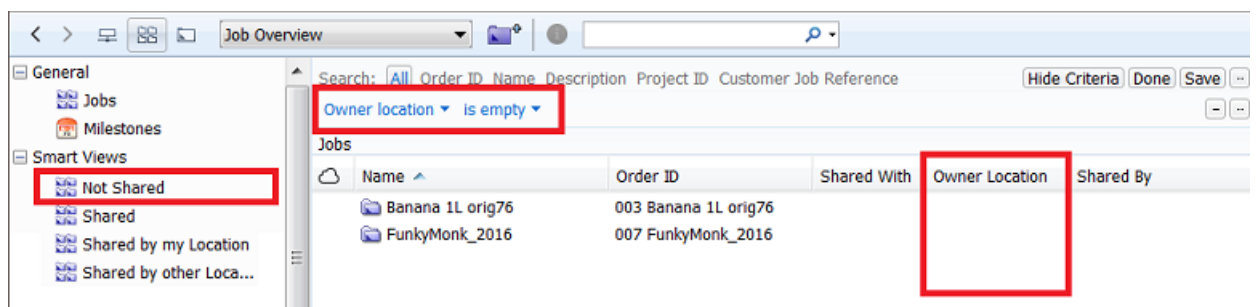 Job Overview
General
Jobs
Milestones
Smart Views
Not Shared
Shared
Shared by my Location
Shared by other Loca...
Search: All Order ID Name Description Project ID Customer Job Reference Hide Criteria Done Save
Owner location is empty
Jobs
Name Order ID Shared With Owner Location Shared By
Banana 1L orig76 003 Banana 1L orig76
FunkyMonk_2016 007 FunkyMonk_2016